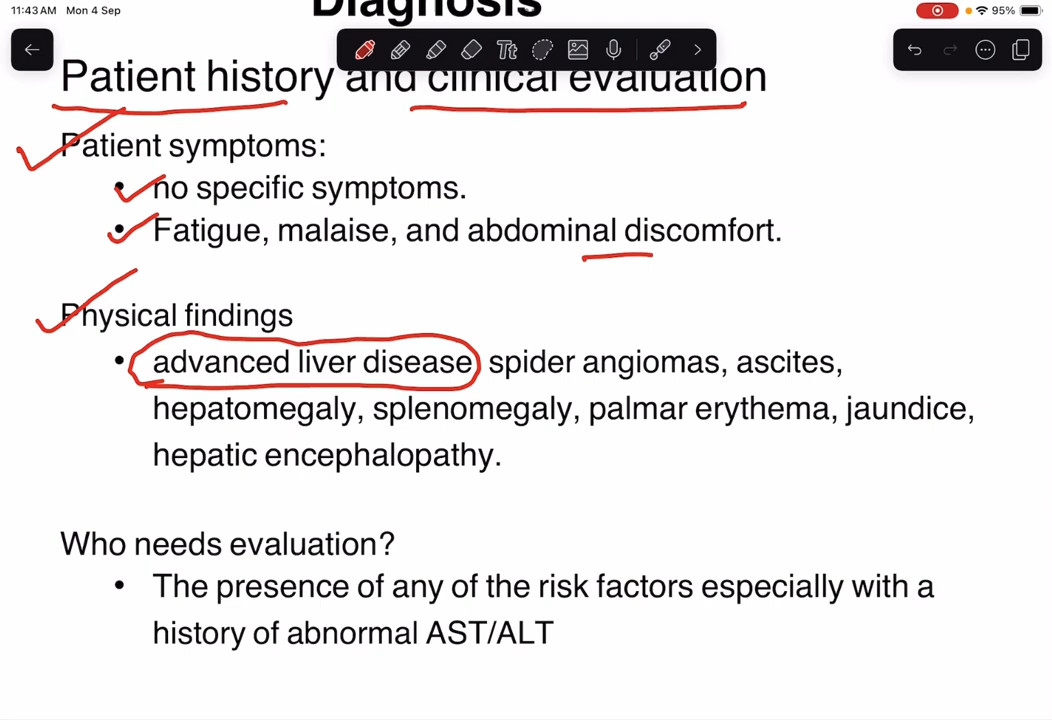 11:43 AM Mon 4 Sep
95%
Diagnosis
Tt
Patient history and clinical evaluation
Patient symptoms:
• no specific symptoms.
• Fatigue, malaise, and abdominal discomfort.
Physical findings
• advanced liver disease spider angiomas, ascites,
hepatomegaly, splenomegaly, palmar erythema, jaundice,
hepatic encephalopathy.
Who needs evaluation?
• The presence of any of the risk factors especially with a
history of abnormal AST/ALT